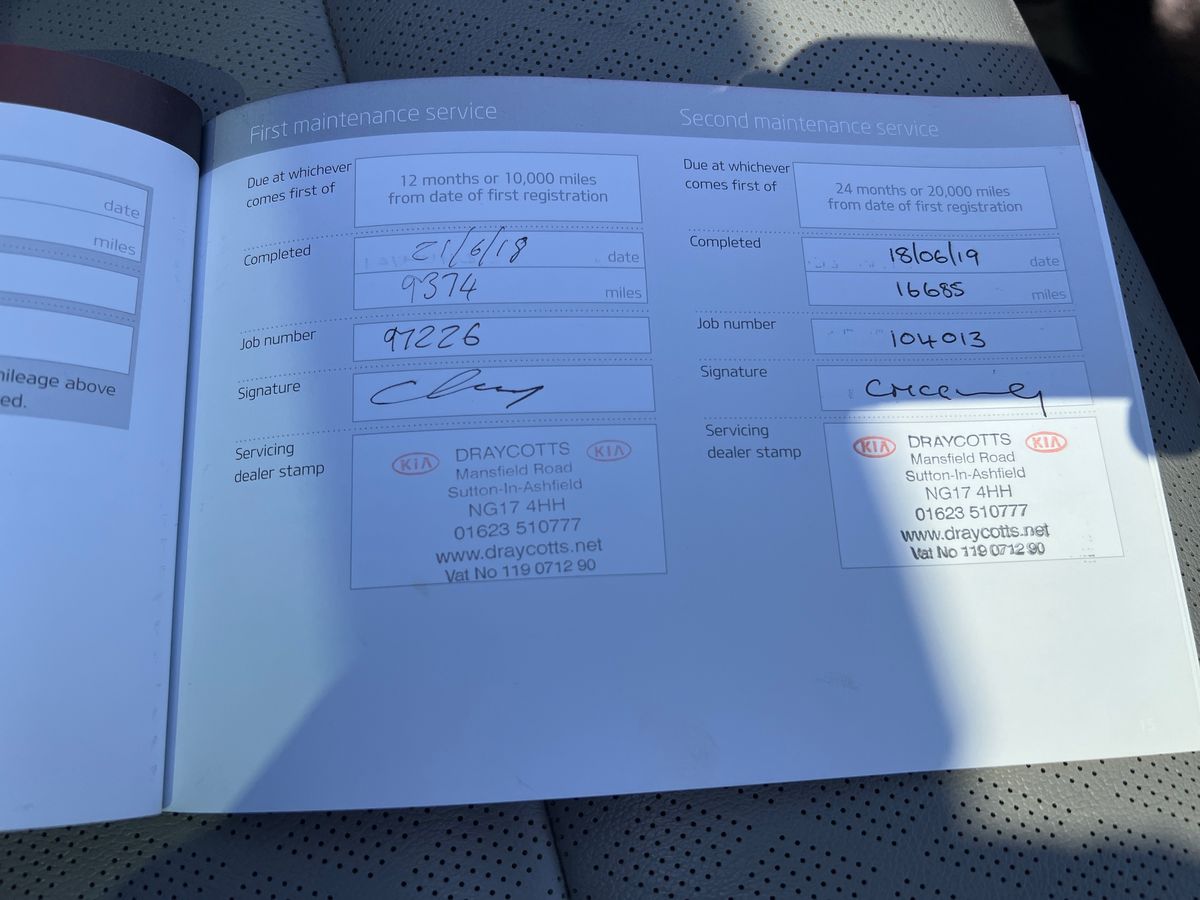 date
miles
mileage above
ed.
First maintenance service
Due at whichever
comes first of
12 months or 10,000 miles
from date of first registration
Completed
21/6/18 date
9374 miles
Job number
97226
Signature
Servicing
dealer stamp
KIA DRAYCOTTS KIA
Mansfield Road
Sutton-In-Ashfield
NG17 4HH
01623 510777
www.draycotts.net
Vat No 119 0712 90
Second maintenance service
Due at whichever
comes first of
24 months or 20,000 miles
from date of first registration
Completed
18/06/19 date
16685 miles
Job number
104013
Signature
Servicing
dealer stamp
KIA DRAYCOTTS KIA
Mansfield Road
Sutton-In-Ashfield
NG17 4HH
01623 510777
www.draycotts.net
Vat No 119 0712 90
15